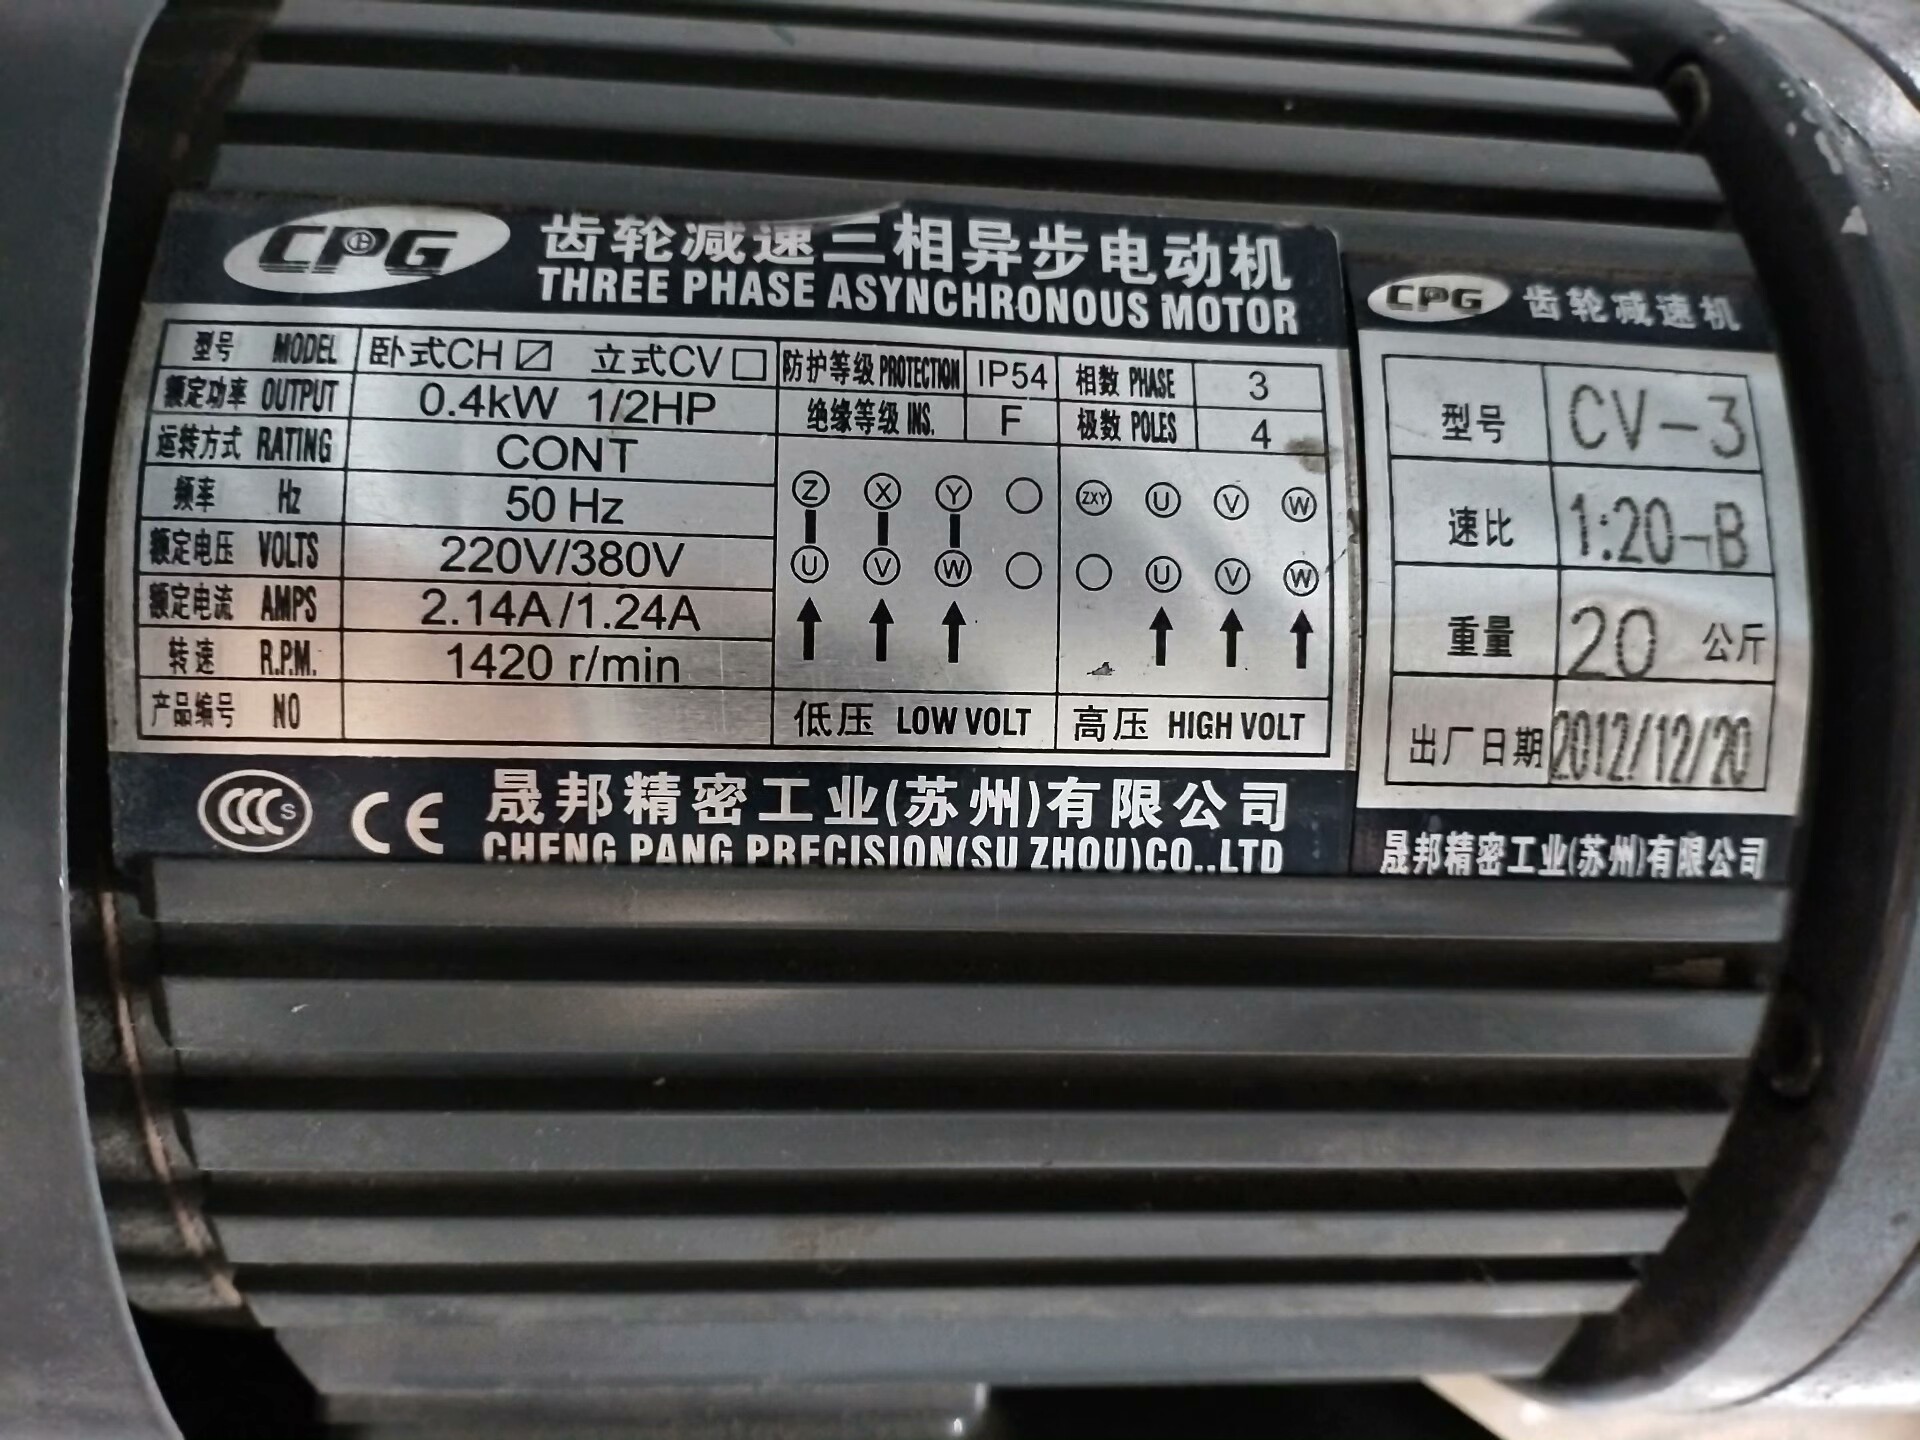 CPG 齿轮减速三相异步电动机
THREE PHASE ASYNCHRONOUS MOTOR
型号 MODEL 卧式CH☑ 立式CV☐ 防护等级 PROTECTION IP54 相数 PHASE 3
额定功率 OUTPUT 0.4kW 1/2HP 绝缘等级 INS. F 极数 POLES 4
运转方式 RATING CONT
频率 Hz 50 Hz
额定电压 VOLTS 220V/380V
额定电流 AMPS 2.14A/1.24A
转速 R.P.M. 1420 r/min
产品编号 NO
Z X Y ZXY U V W
U V W U V W
低压 LOW VOLT 高压 HIGH VOLT
CCC S CE 晟邦精密工业(苏州)有限公司
CHENG PANG PRECISION(SU ZHOU)CO.,LTD
CPG 齿轮减速机
型号 CV-3
速比 1:20-B
重量 20 公斤
出厂日期 2012/12/20
晟邦精密工业(苏州)有限公司